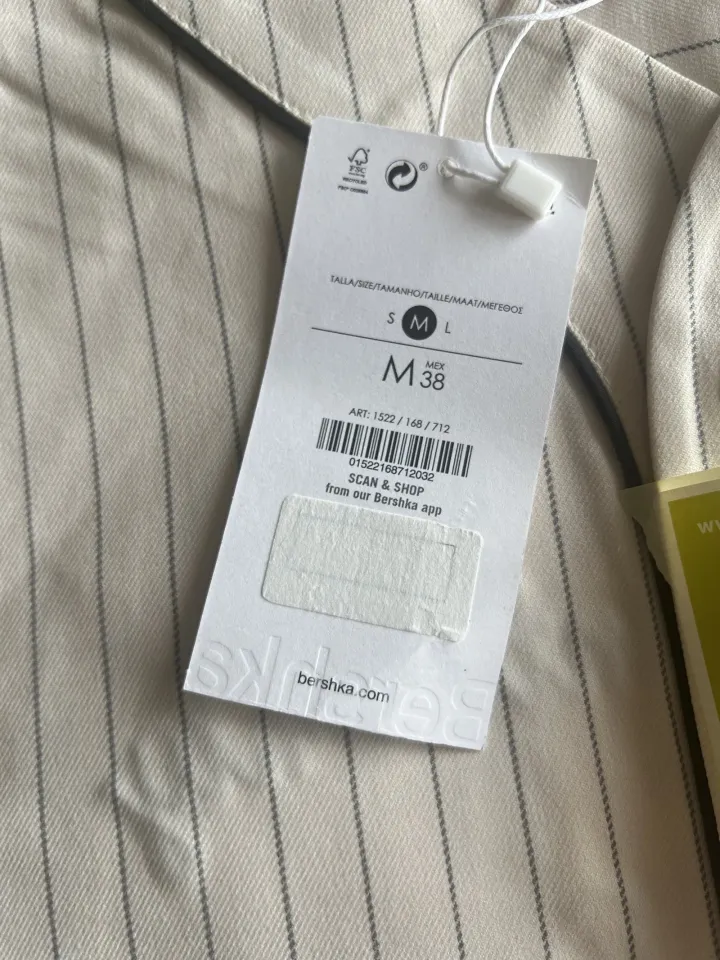 FSC
RECYCLED
®
TALLA/SIZE/TAMANHO/TAILLE/MAAT/ΜΕΓΕΘΟΣ
S M L
M MEX 38
ART: 1522 / 168 / 712
01522168712032
SCAN & SHOP
from our Bershka app
bershka.com
Bershka